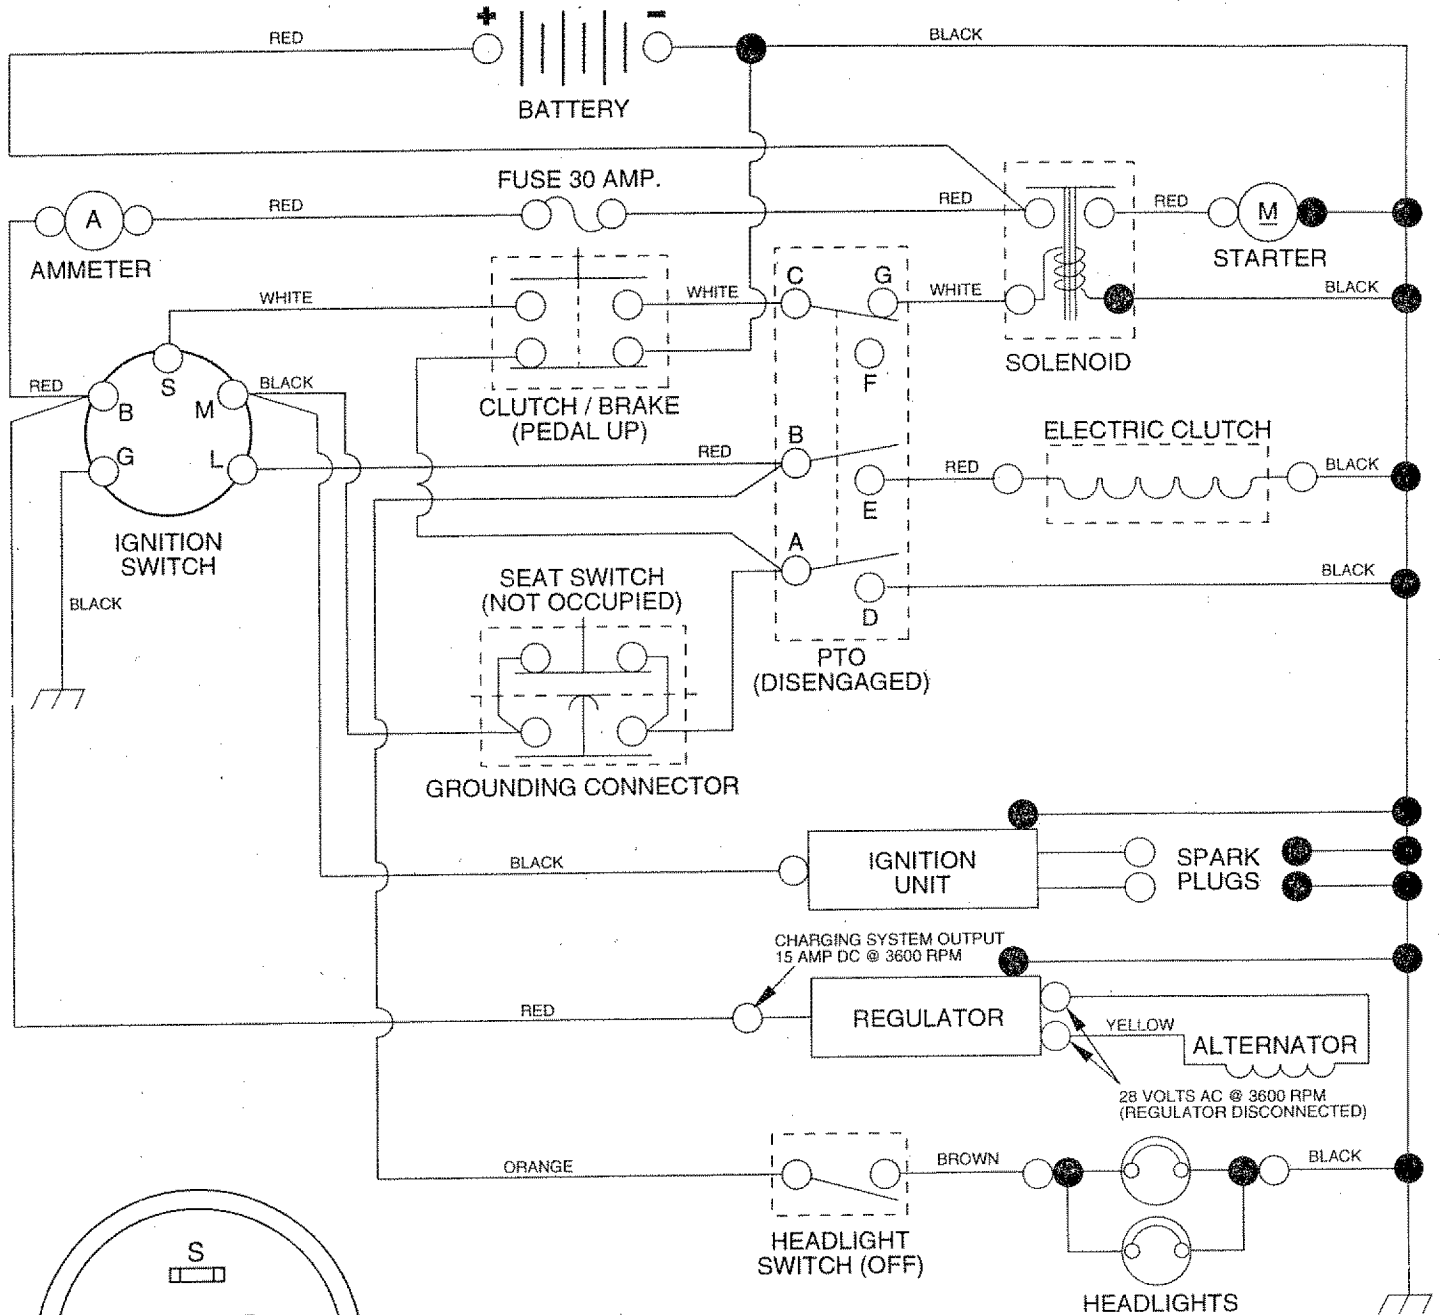 +
−
RED
BLACK
BATTERY
FUSE 30 AMP.
A
RED
RED
RED
M
AMMETER
STARTER
WHITE
WHITE
C
G
WHITE
BLACK
SOLENOID
F
RED
S
BLACK
B
M
CLUTCH / BRAKE
(PEDAL UP)
ELECTRIC CLUTCH
G
L
RED
B
RED
BLACK
E
IGNITION
SWITCH
A
SEAT SWITCH
(NOT OCCUPIED)
BLACK
BLACK
D
PTO
(DISENGAGED)
GROUNDING CONNECTOR
BLACK
IGNITION
UNIT
SPARK
PLUGS
CHARGING SYSTEM OUTPUT
15 AMP DC @ 3600 RPM
RED
REGULATOR
YELLOW
ALTERNATOR
28 VOLTS AC @ 3600 RPM
(REGULATOR DISCONNECTED)
ORANGE
BROWN
BLACK
HEADLIGHT
SWITCH (OFF)
HEADLIGHTS
S